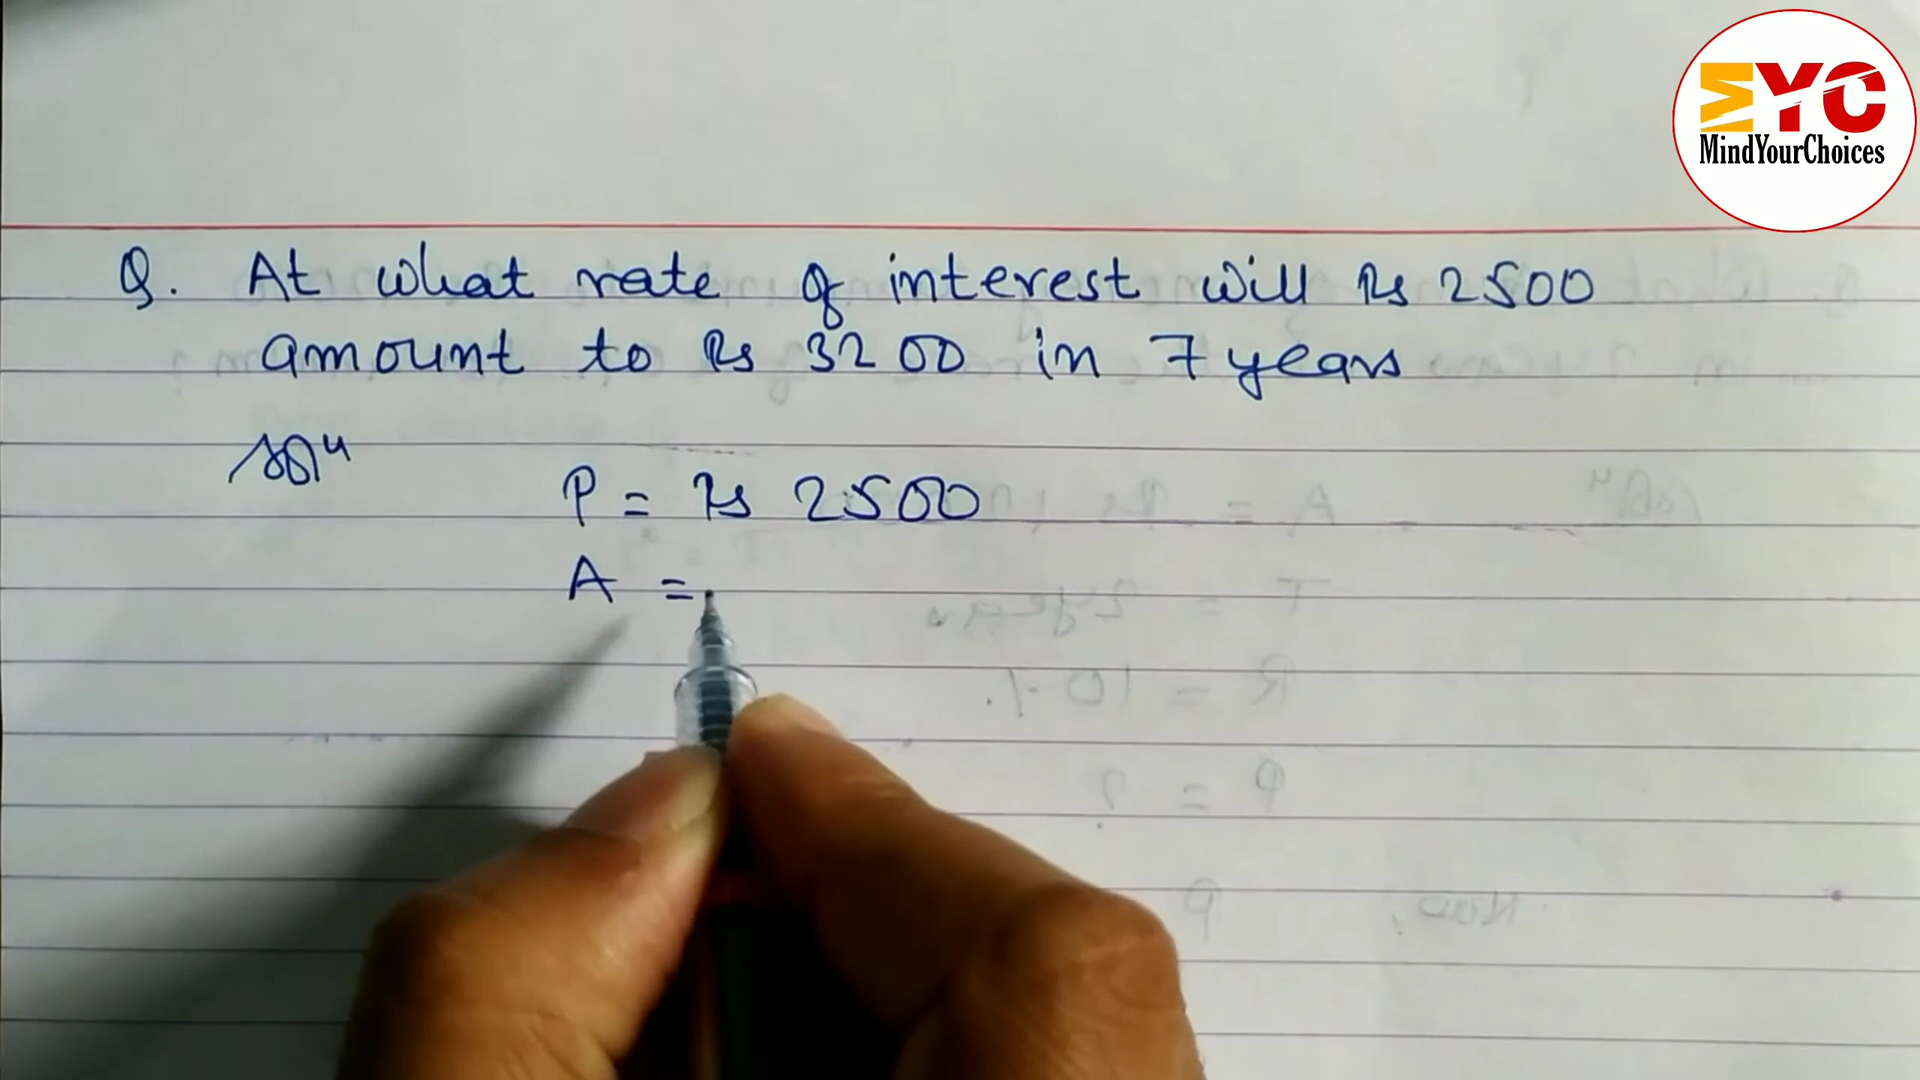 MYC
MindYourChoices
Q. At what rate of interest will Rs 2500
amount to Rs 3200 in 7 years
Solⁿ
P = Rs 2500
A =